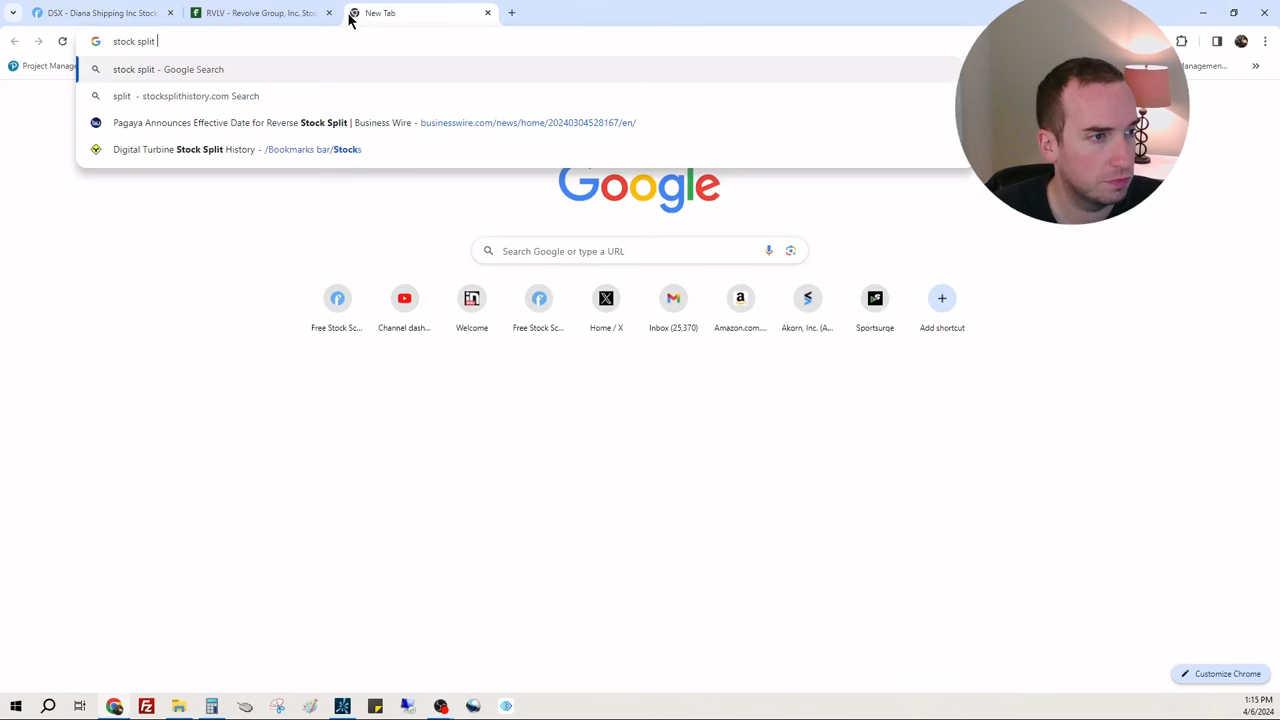 DSX - Diana Shipping Inc Stock
RVLV - Revolve Group, Inc. Stoc
New Tab
stock split
Project Manage
Management...
stock split - Google Search
split - stocksplithistory.com Search
Pagaya Announces Effective Date for Reverse Stock Split | Business Wire - businesswire.com/news/home/20240304528167/en/
Digital Turbine Stock Split History - /Bookmarks bar/Stocks
Google
Search Google or type a URL
Free Stock Sc...
Channel dash...
Welcome
Free Stock Sc...
Home / X
Inbox (25,370)
Amazon.com...
Akorn, Inc. (A...
Sportsurge
Add shortcut
Customize Chrome
1:15 PM
4/6/2024